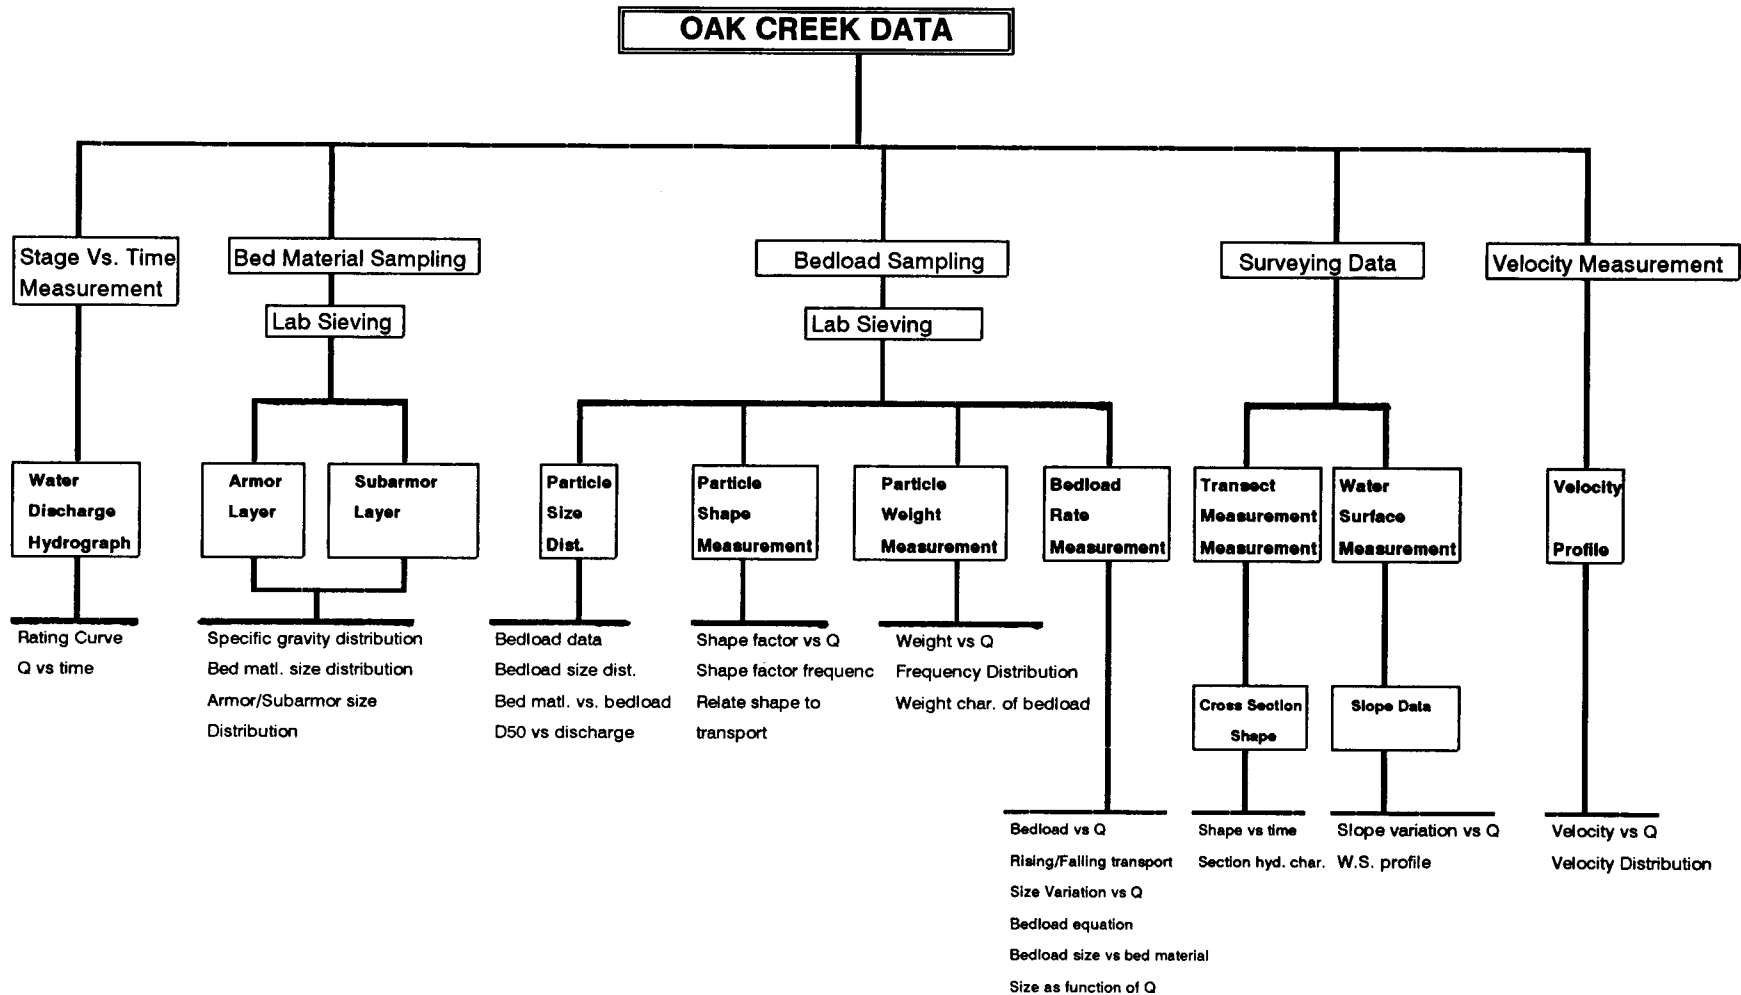 OAK CREEK DATA
Stage Vs. Time
Measurement
Bed Material Sampling
Bedload Sampling
Surveying Data
Velocity Measurement
Lab Sieving
Lab Sieving
Water
Discharge
Hydrograph
Armor
Layer
Subarmor
Layer
Particle
Size
Dist.
Particle
Shape
Measurement
Particle
Weight
Measurement
Bedload
Rate
Measurement
Transect
Measurement
Measurement
Water
Surface
Measurement
Velocity
Profile
Rating Curve
Q vs time
Specific gravity distribution
Bed matl. size distribution
Armor/Subarmor size
Distribution
Bedload data
Bedload size dist.
Bed matl. vs. bedload
D50 vs discharge
Shape factor vs Q
Shape factor frequenc
Relate shape to
transport
Weight vs Q
Frequency Distribution
Weight char. of bedload
Cross Section
Shape
Slope Data
Bedload vs Q
Rising/Falling transport
Size Variation vs Q
Bedload equation
Bedload size vs bed material
Size as function of Q
Shape vs time
Section hyd. char.
Slope variation vs Q
W.S. profile
Velocity vs Q
Velocity Distribution